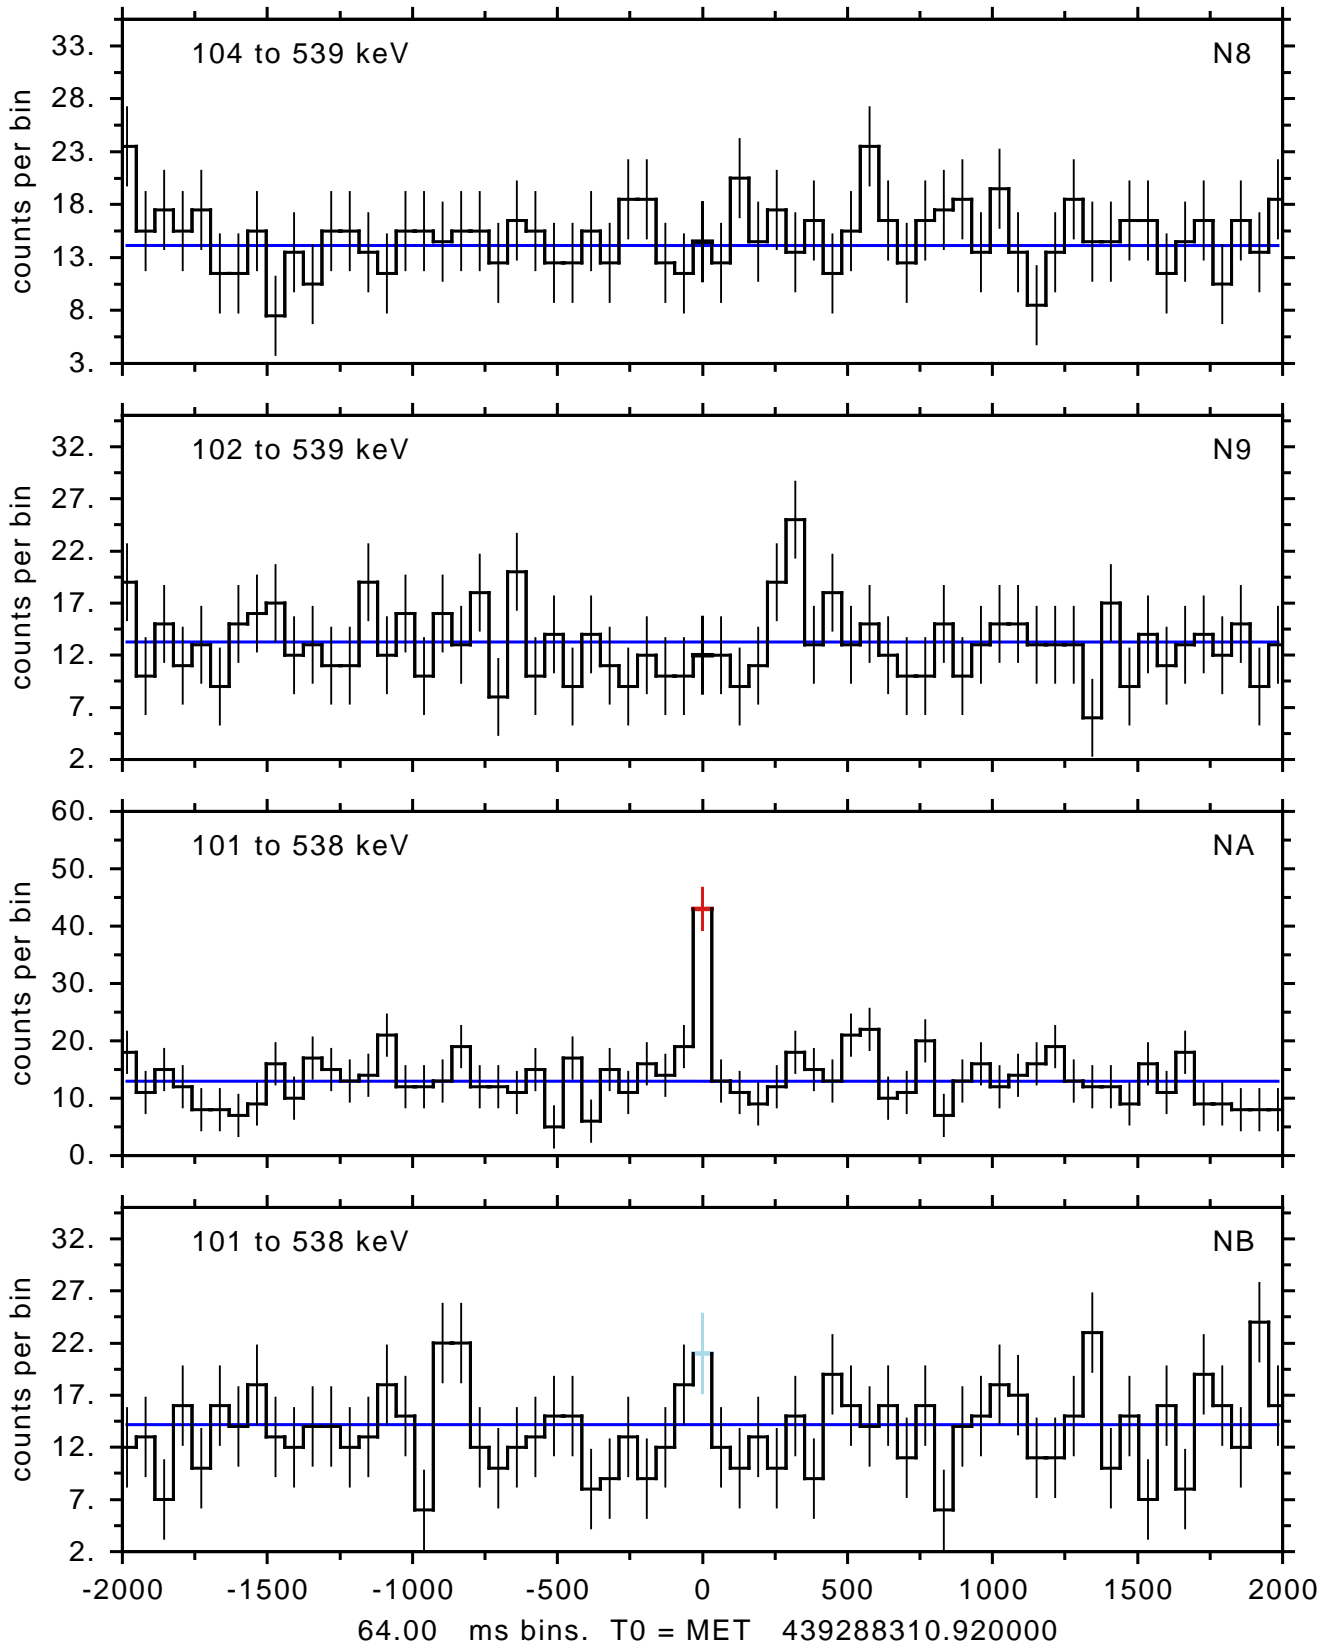 104 to 539 keV N8
counts per bin
33.
28.
23.
18.
13.
8.
3.
102 to 539 keV N9
counts per bin
32.
27.
22.
17.
12.
7.
2.
101 to 538 keV NA
counts per bin
60.
50.
40.
30.
20.
10.
0.
101 to 538 keV NB
counts per bin
32.
27.
22.
17.
12.
7.
2.
-2000 -1500 -1000 -500 0 500 1000 1500 2000
64.00 ms bins. T0 = MET 439288310.920000